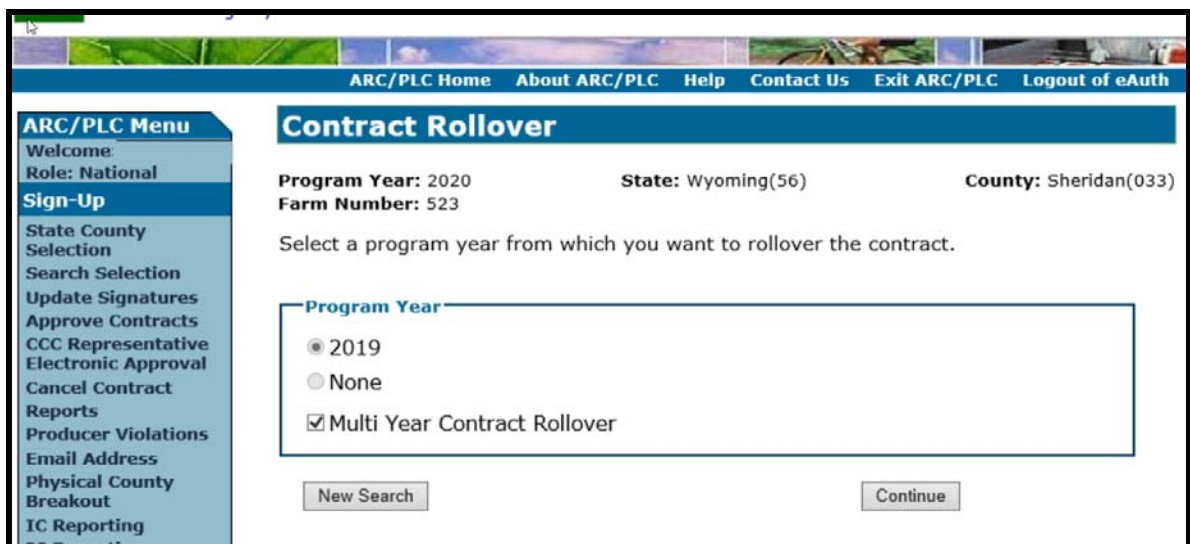 ARC/PLC Home About ARC/PLC Help Contact Us Exit ARC/PLC Logout of eAuth
ARC/PLC Menu
Welcome:
Role: National
Sign-Up
State County
Selection
Search Selection
Update Signatures
Approve Contracts
CCC Representative
Electronic Approval
Cancel Contract
Reports
Producer Violations
Email Address
Physical County
Breakout
IC Reporting
Contract Rollover
Program Year: 2020 State: Wyoming(56) County: Sheridan(033)
Farm Number: 523
Select a program year from which you want to rollover the contract.
Program Year
2019
None
Multi Year Contract Rollover
New Search Continue